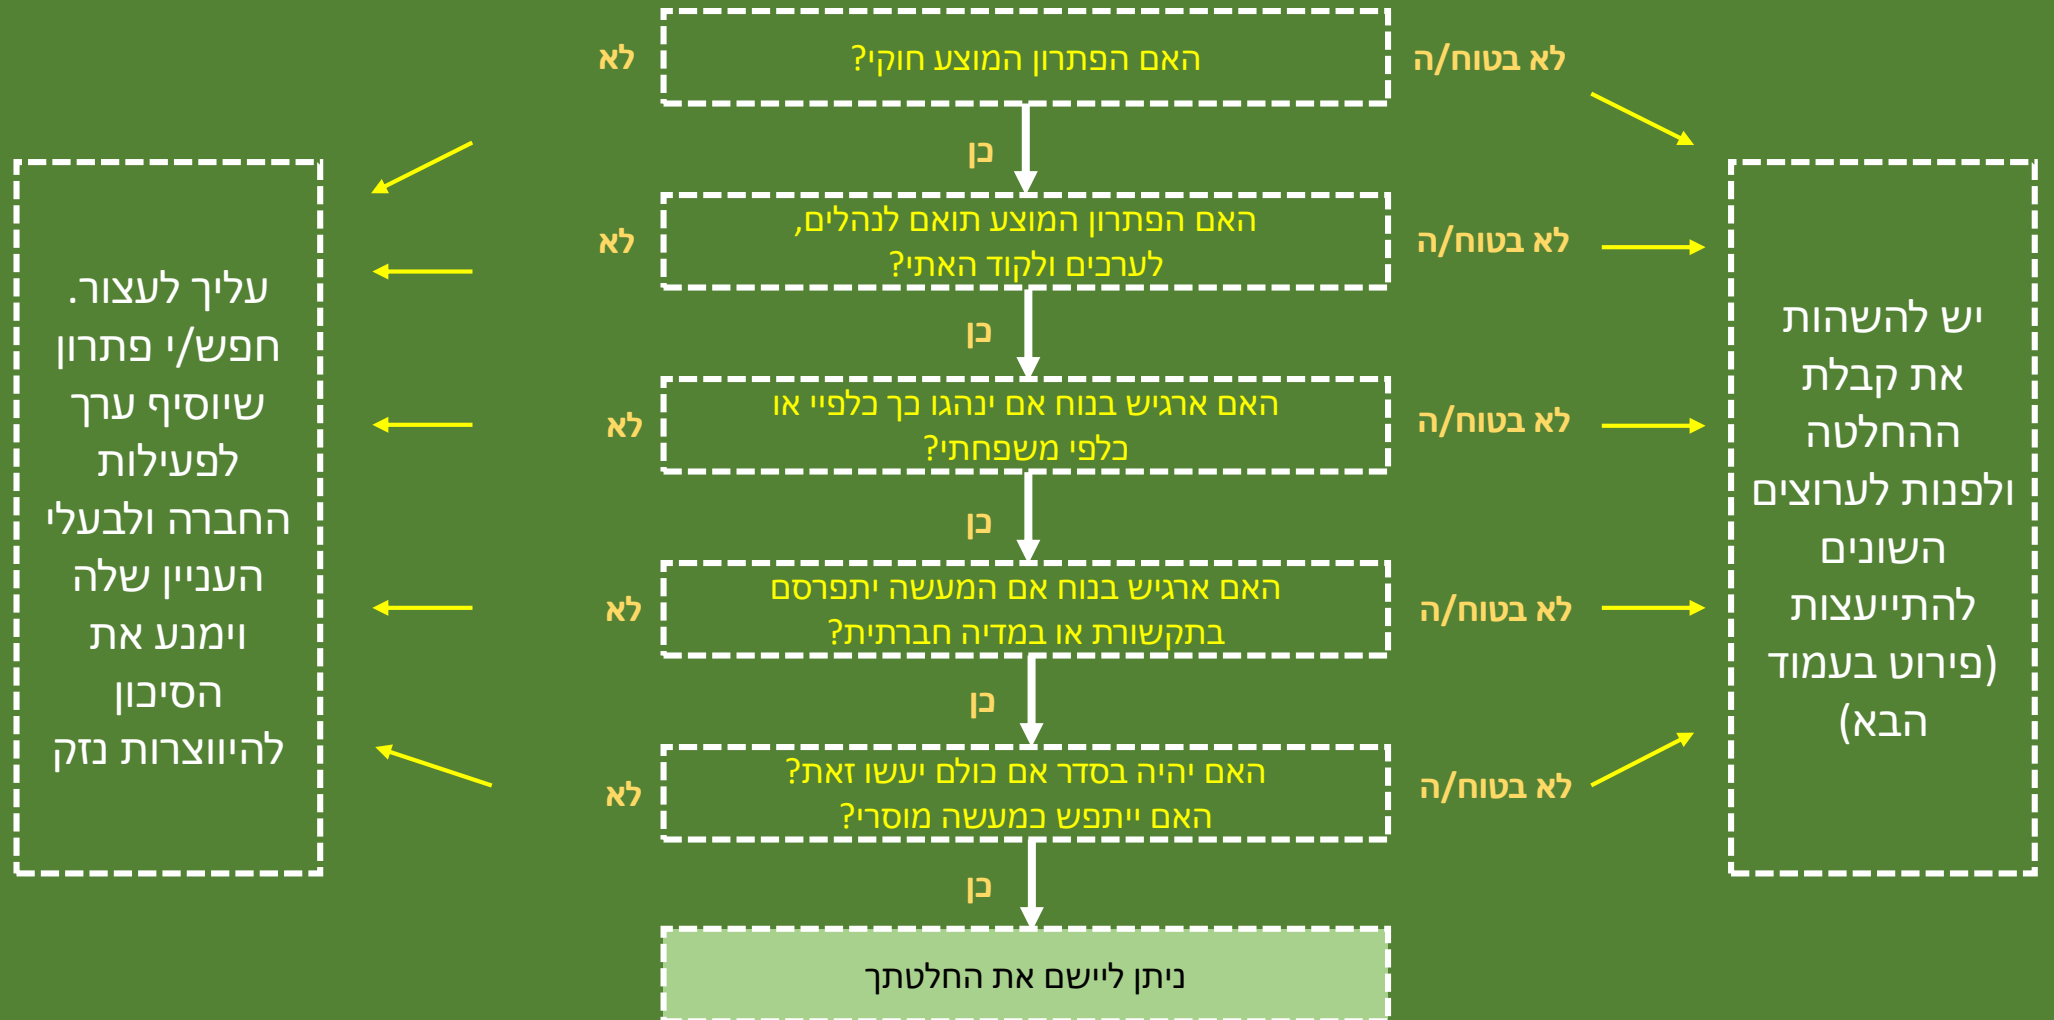 האם הפתרון המוצע חוקי?
לא בטוח/ה
לא
כן
האם הפתרון המוצע תואם לנהלים,
לערכים ולקוד האתי?
לא בטוח/ה
לא
כן
האם ארגיש בנוח אם ינהגו כך כלפיי או
כלפי משפחתי?
לא בטוח/ה
לא
כן
האם ארגיש בנוח אם המעשה יתפרסם
בתקשורת או במדיה חברתית?
לא בטוח/ה
לא
כן
האם יהיה בסדר אם כולם יעשו זאת?
האם ייתפש כמעשה מוסרי?
לא בטוח/ה
לא
כן
ניתן ליישם את החלטתך
יש להשהות
את קבלת
ההחלטה
ולפנות לערוצים
השונים
להתייעצות
(פירוט בעמוד
הבא)
עליך לעצור.
חפש/י פתרון
שיוסיף ערך
לפעילות
החברה ולבעלי
העניין שלה
וימנע את
הסיכון
להיווצרות נזק